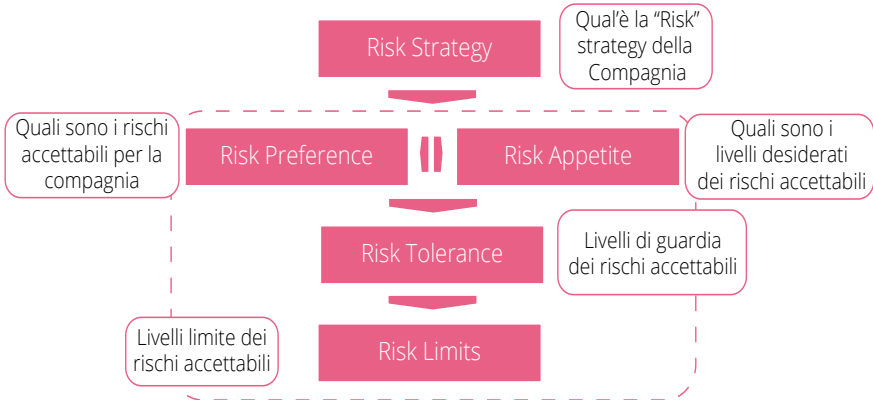 Risk Strategy
Qual'è la “Risk”
strategy della
Compagnia
Quali sono i rischi
accettabili per la
compagnia
Risk Preference
Risk Appetite
Quali sono i
livelli desiderati
dei rischi accettabili
Risk Tolerance
Livelli di guardia
dei rischi accettabili
Livelli limite dei
rischi accettabili
Risk Limits